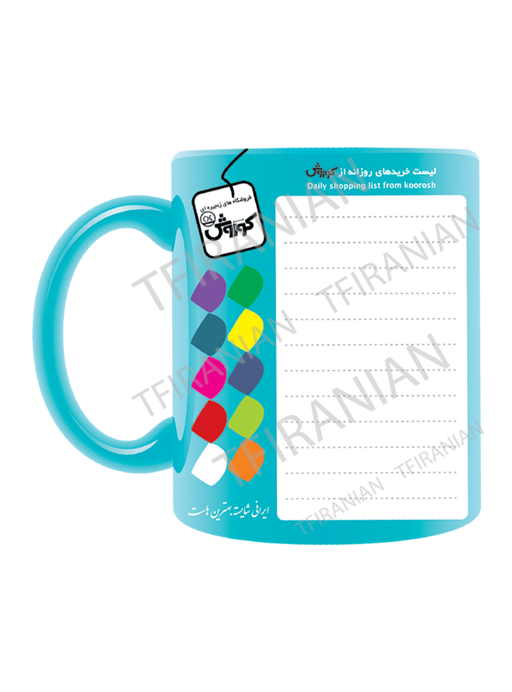 لیست خریدهای روزانه از کوروش
Daily shopping list from koorosh
فروشگاه های زنجیره ای
کوروش
ایرانی شایسته بهترین هاست
TFIRANIAN
TFIRANIAN
TFIRANIAN
TFIRANIAN
TFIRANIAN
TFIRANIAN